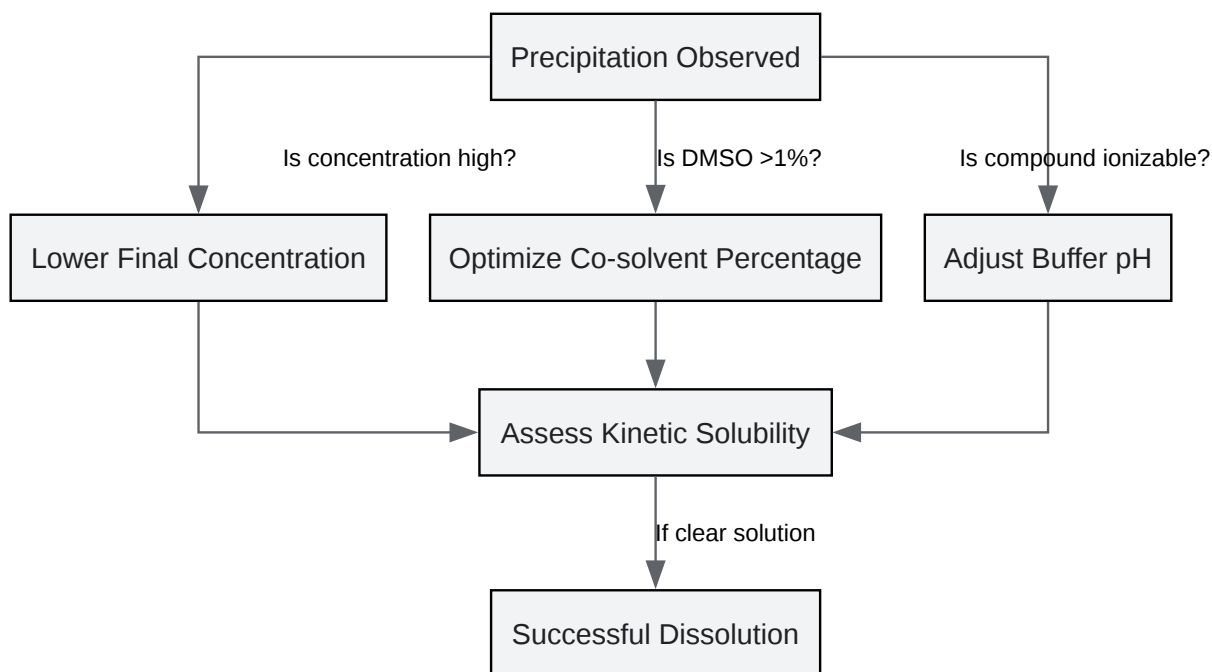 Precipitation Observed
Is concentration high?
Is DMSO >1%?
Is compound ionizable?
Lower Final Concentration
Optimize Co-solvent Percentage
Adjust Buffer pH
Assess Kinetic Solubility
If clear solution
Successful Dissolution